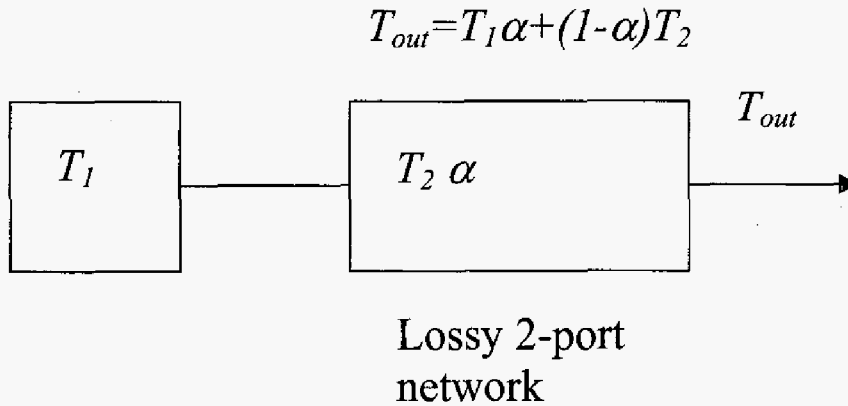 T_out=T_1α+(1-α)T_2
T_out
T_1
T_2 α
Lossy 2-port
network